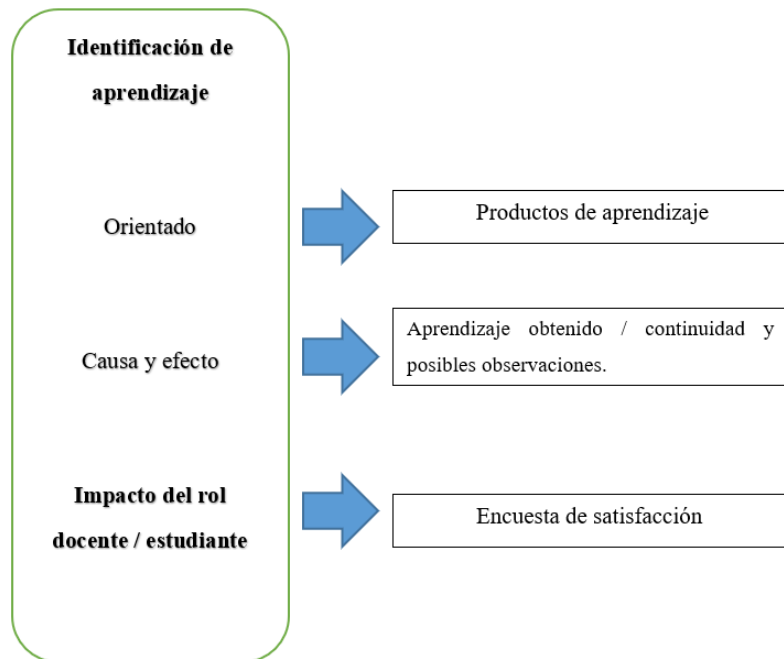 Identificación de
aprendizaje
Orientado
Productos de aprendizaje
Causa y efecto
Aprendizaje obtenido / continuidad y
posibles observaciones.
Impacto del rol
docente / estudiante
Encuesta de satisfacción